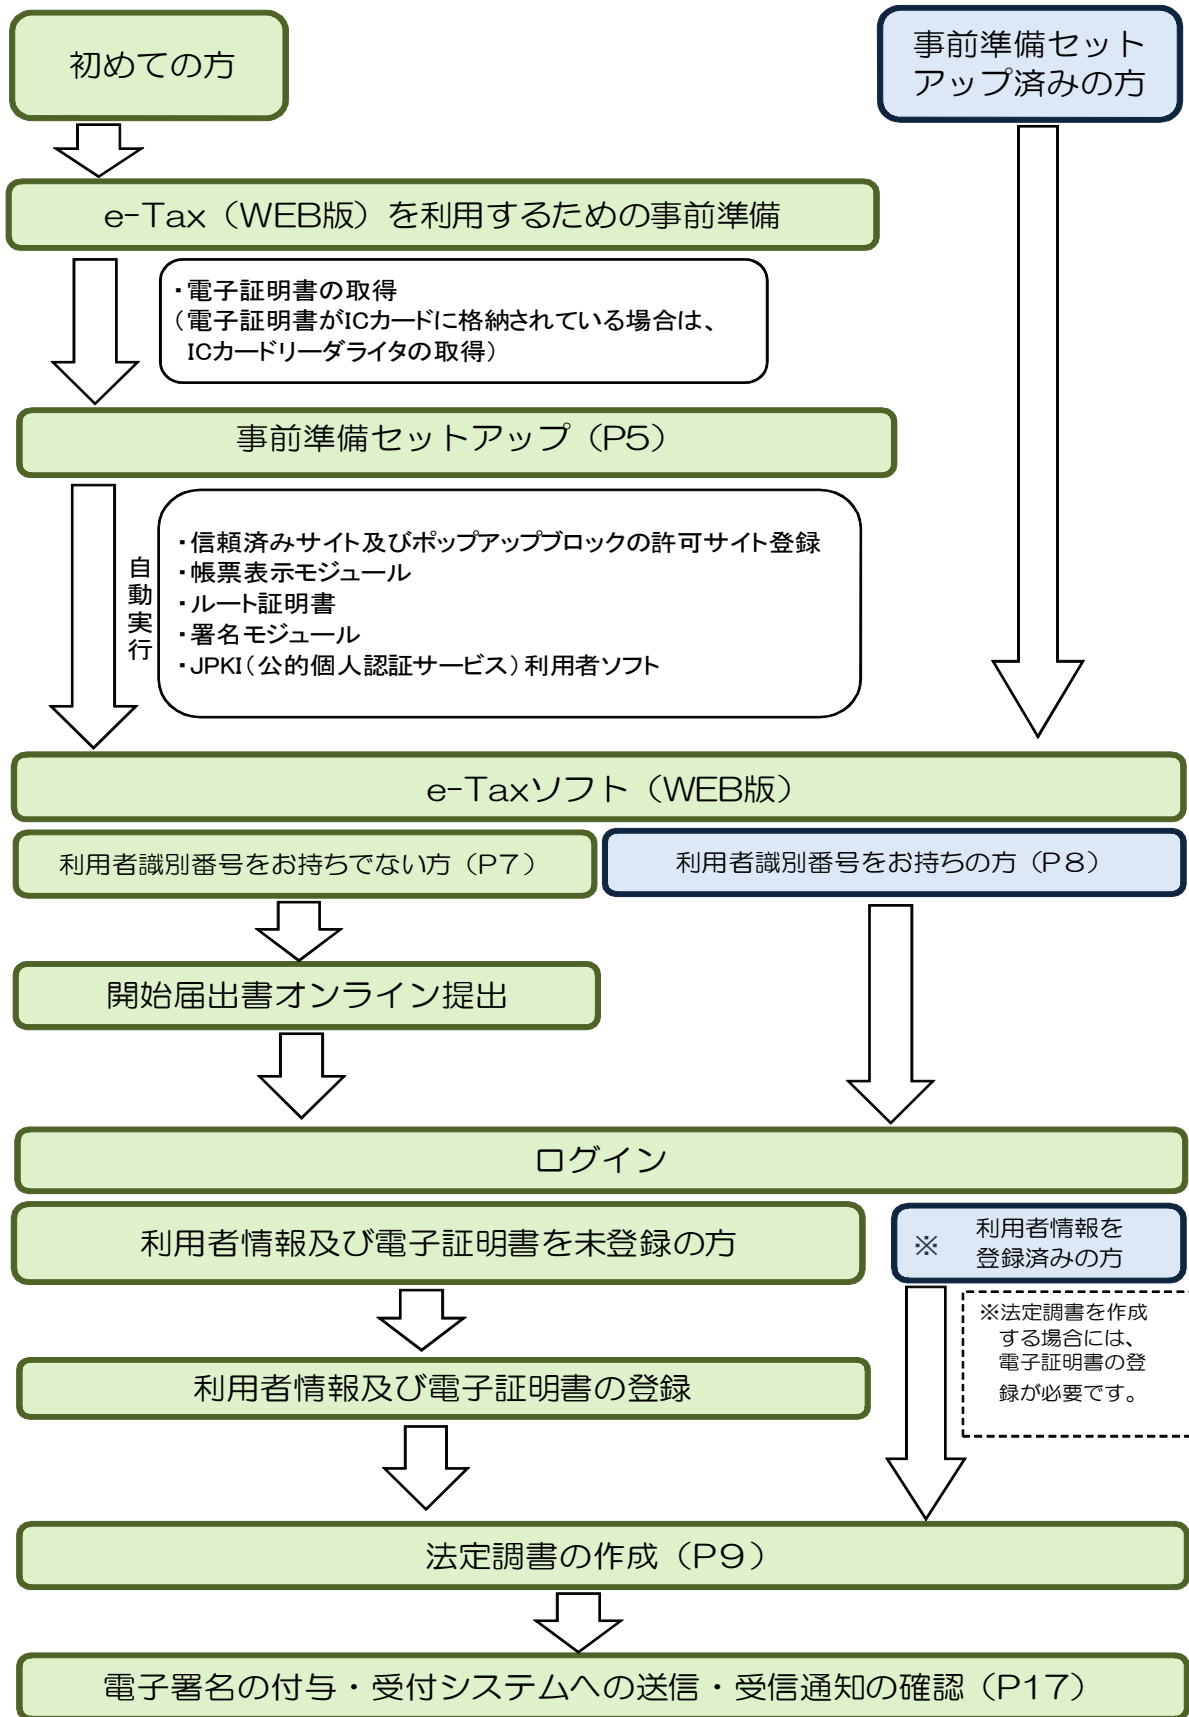 初めての方
事前準備セット
アップ済みの方
e-Tax（WEB版）を利用するための事前準備
・電子証明書の取得
（電子証明書がICカードに格納されている場合は、
ICカードリーダライタの取得）
事前準備セットアップ（P5）
自動実行
・信頼済みサイト及びポップアップブロックの許可サイト登録
・帳票表示モジュール
・ルート証明書
・署名モジュール
・JPKI（公的個人認証サービス）利用者ソフト
e-Taxソフト（WEB版）
利用者識別番号をお持ちでない方（P7）
利用者識別番号をお持ちの方（P8）
開始届出書オンライン提出
ログイン
利用者情報及び電子証明書を未登録の方
※ 利用者情報を
登録済みの方
※法定調書を作成
する場合には、
電子証明書の登
録が必要です。
利用者情報及び電子証明書の登録
法定調書の作成（P9）
電子署名の付与・受付システムへの送信・受信通知の確認（P17）